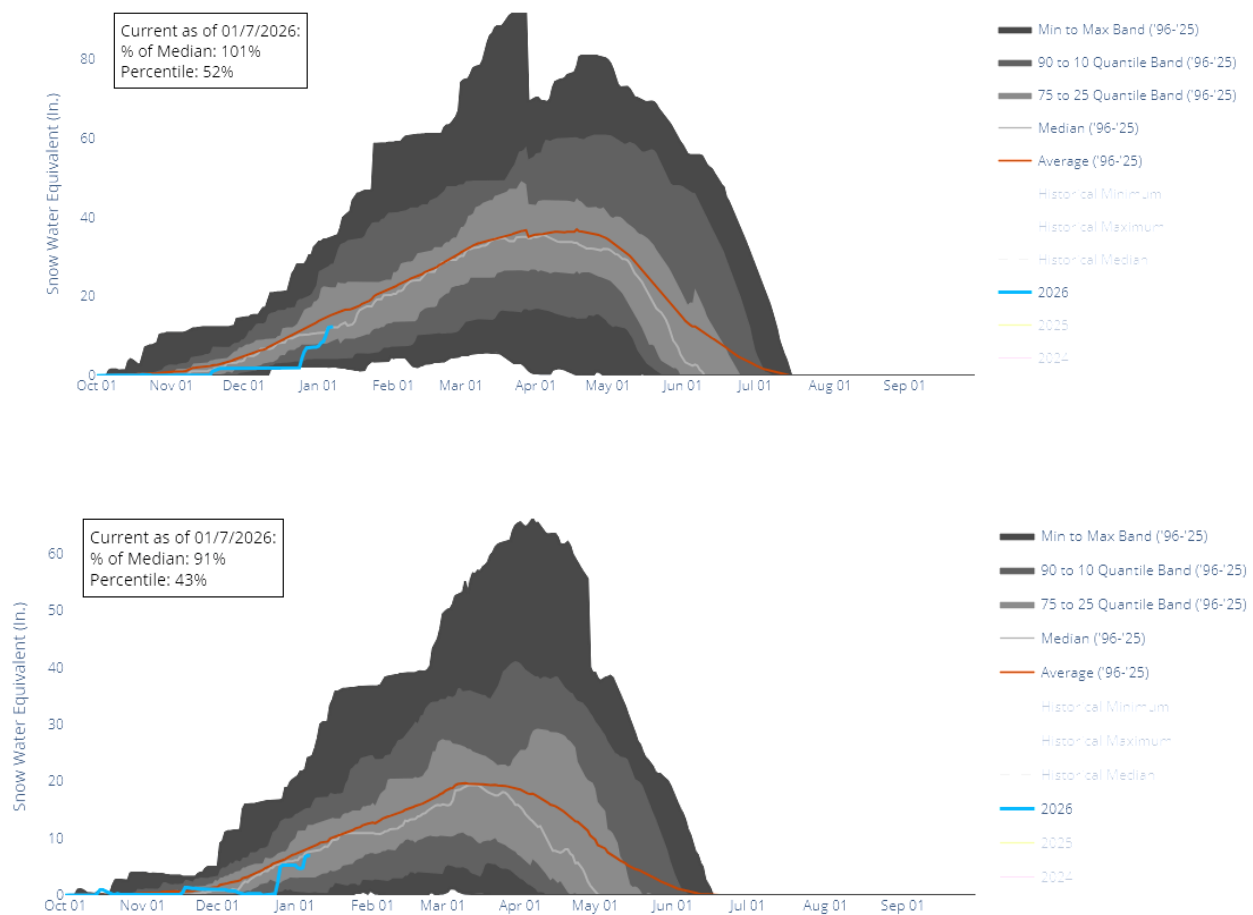 Current as of 01/7/2026:
% of Median: 101%
Percentile: 52%
Snow Water Equivalent (In.)
80
60
40
20
0
Oct 01 Nov 01 Dec 01 Jan 01 Feb 01 Mar 01 Apr 01 May 01 Jun 01 Jul 01 Aug 01 Sep 01
Min to Max Band ('96-'25)
90 to 10 Quantile Band ('96-'25)
75 to 25 Quantile Band ('96-'25)
Median ('96-'25)
Average ('96-'25)
Historical Minimum
Historical Maximum
Historical Median
2026
2025
2024
Current as of 01/7/2026:
% of Median: 91%
Percentile: 43%
Snow Water Equivalent (In.)
60
50
40
30
20
10
0
Oct 01 Nov 01 Dec 01 Jan 01 Feb 01 Mar 01 Apr 01 May 01 Jun 01 Jul 01 Aug 01 Sep 01
Min to Max Band ('96-'25)
90 to 10 Quantile Band ('96-'25)
75 to 25 Quantile Band ('96-'25)
Median ('96-'25)
Average ('96-'25)
Historical Minimum
Historical Maximum
Historical Median
2026
2025
2024